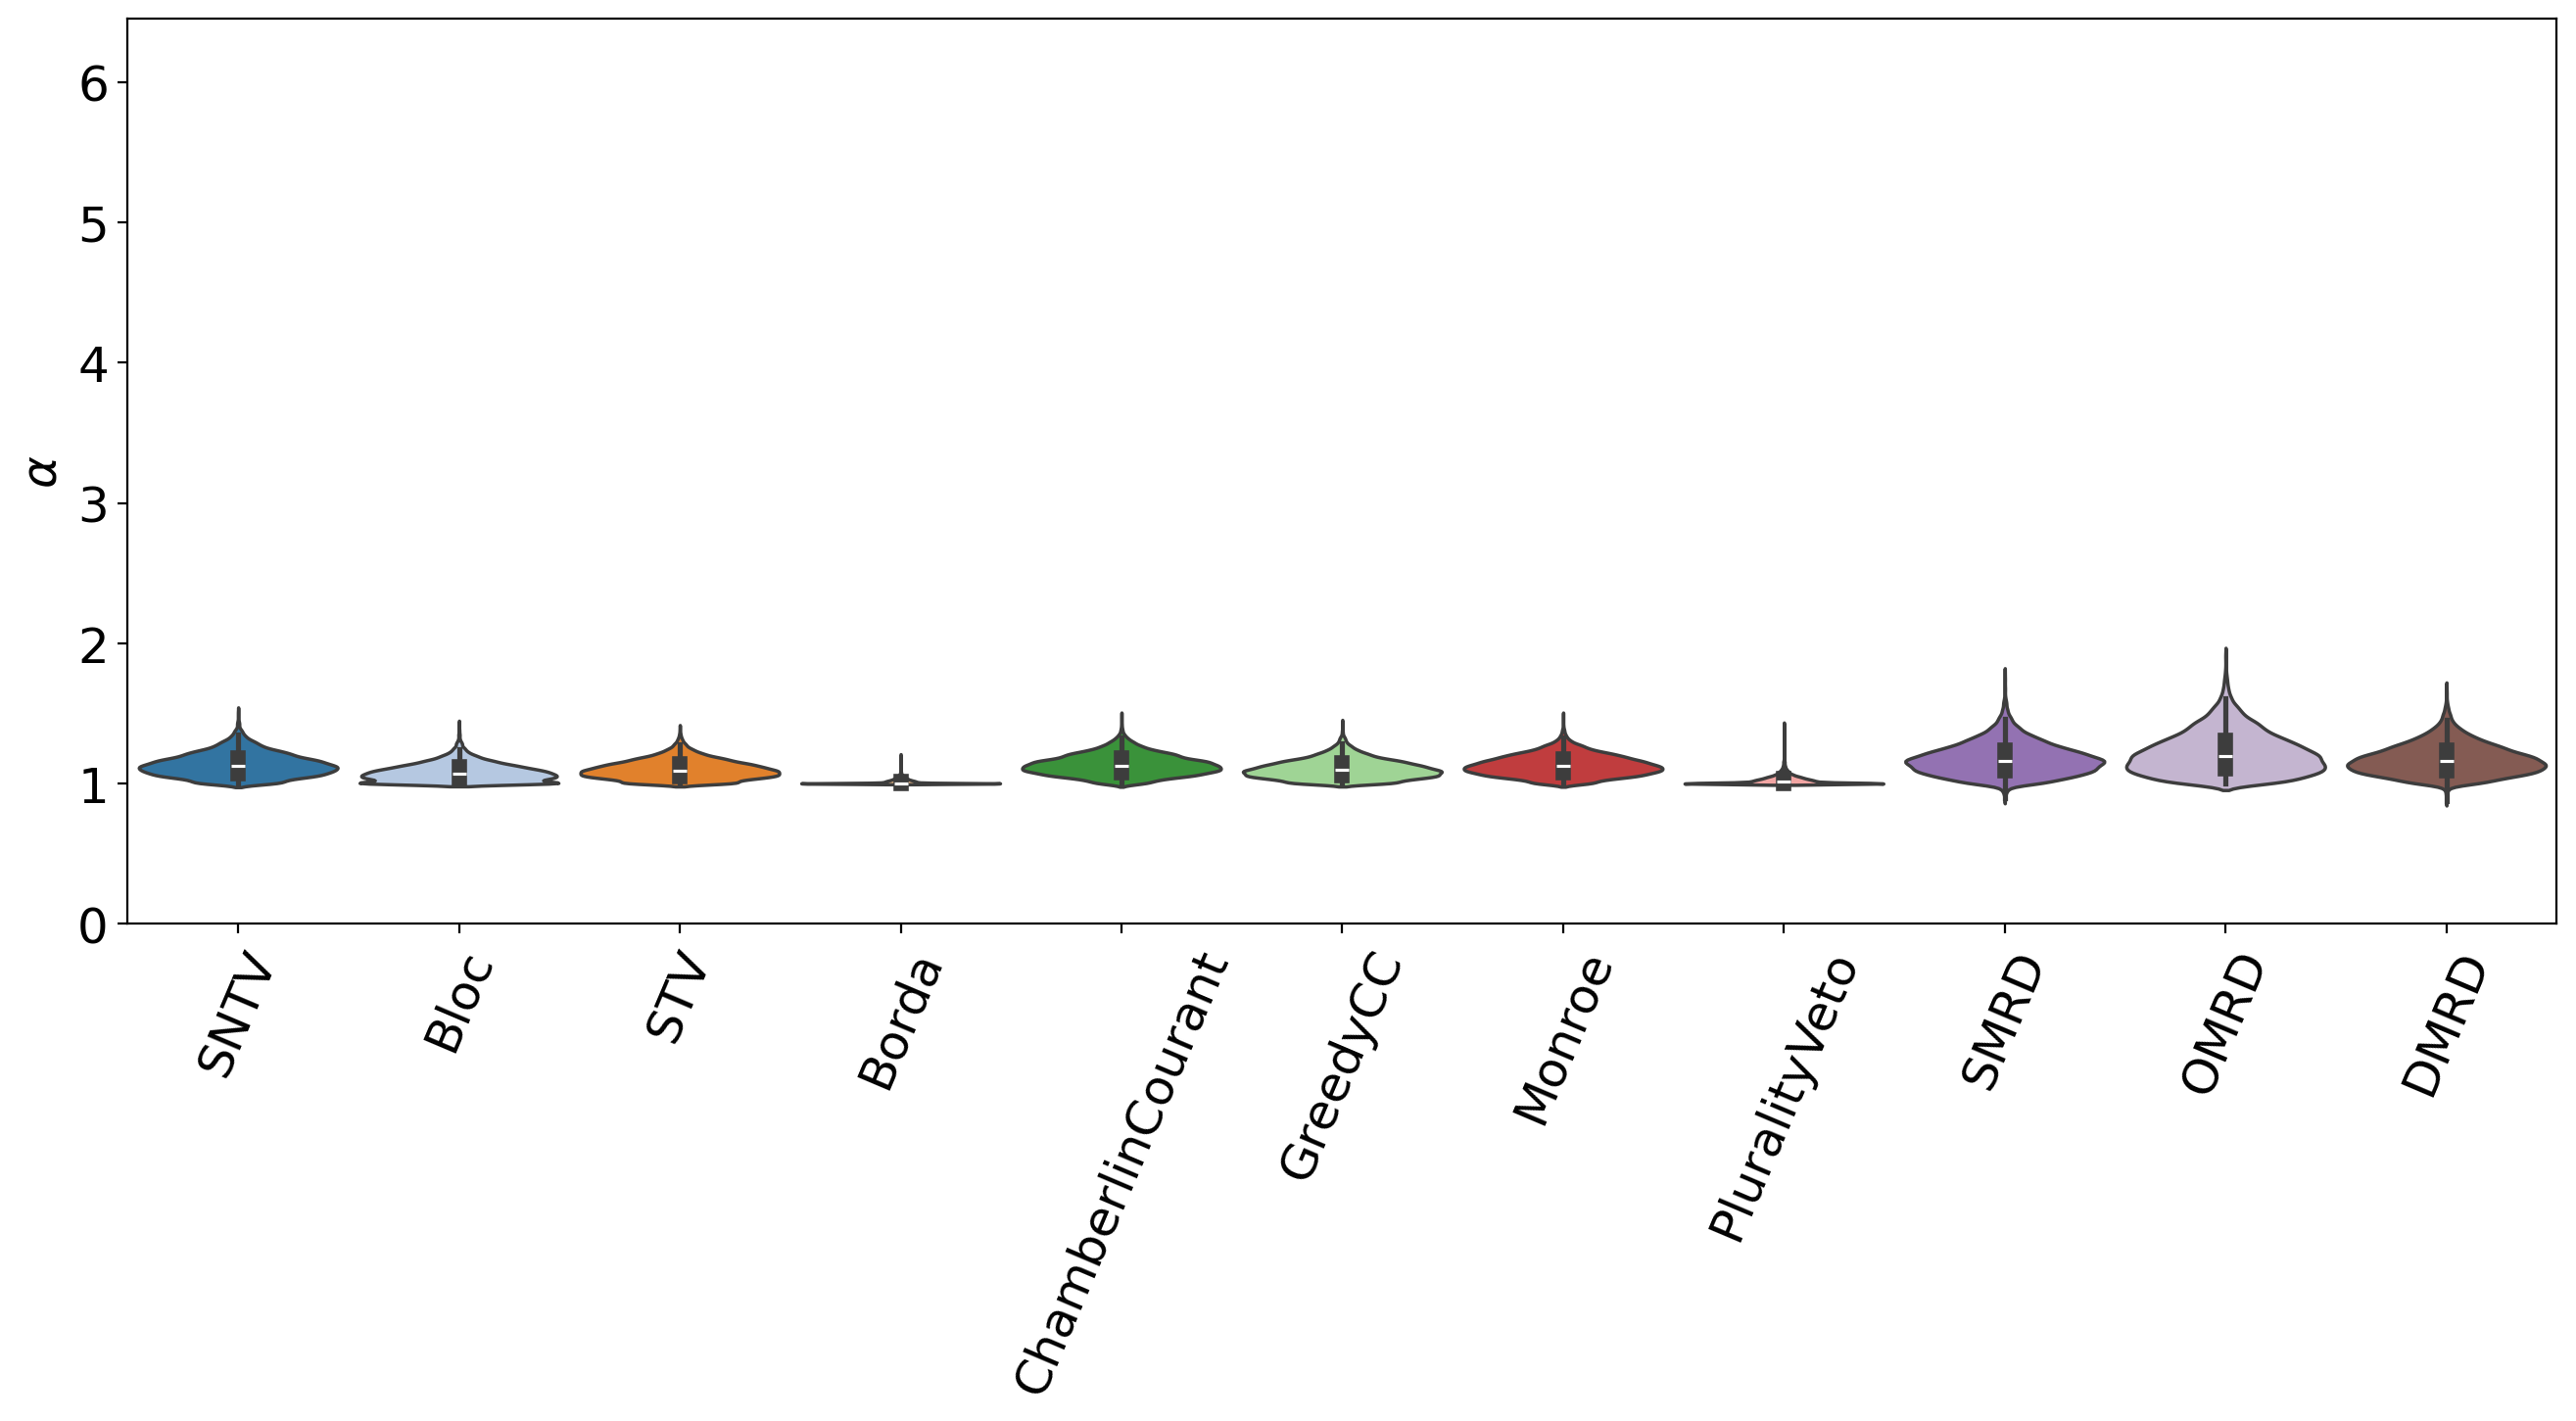 6
5
4
3
2
1
0
α
SNTV
Bloc
STV
Borda
ChamberlinCourant
GreedyCC
Monroe
PluralityVeto
SMRD
OMRD
DMRD